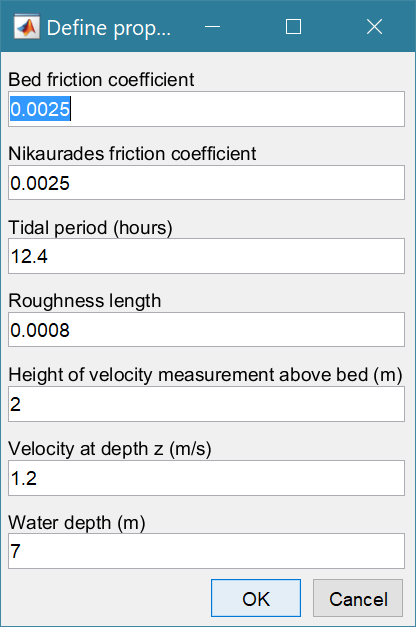 Define prop...
Bed friction coefficient
0.0025
Nikaurades friction coefficient
0.0025
Tidal period (hours)
12.4
Roughness length
0.0008
Height of velocity measurement above bed (m)
2
Velocity at depth z (m/s)
1.2
Water depth (m)
7
OK Cancel